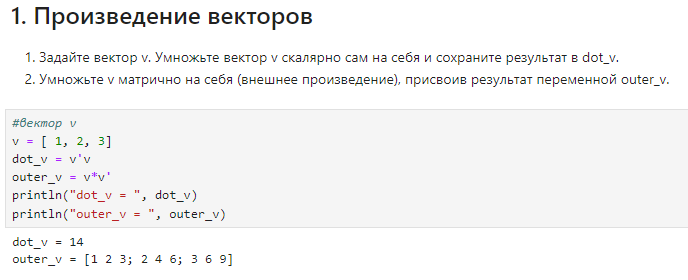 1. Произведение векторов
1. Задайте вектор v. Умножьте вектор v скалярно сам на себя и сохраните результат в dot_v.
2. Умножьте v матрично на себя (внешнее произведение), присвоив результат переменной outer_v.
#вектор v
v = [ 1, 2, 3]
dot_v = v'v
outer_v = v*v'
println("dot_v = ", dot_v)
println("outer_v = ", outer_v)
dot_v = 14
outer_v = [1 2 3; 2 4 6; 3 6 9]